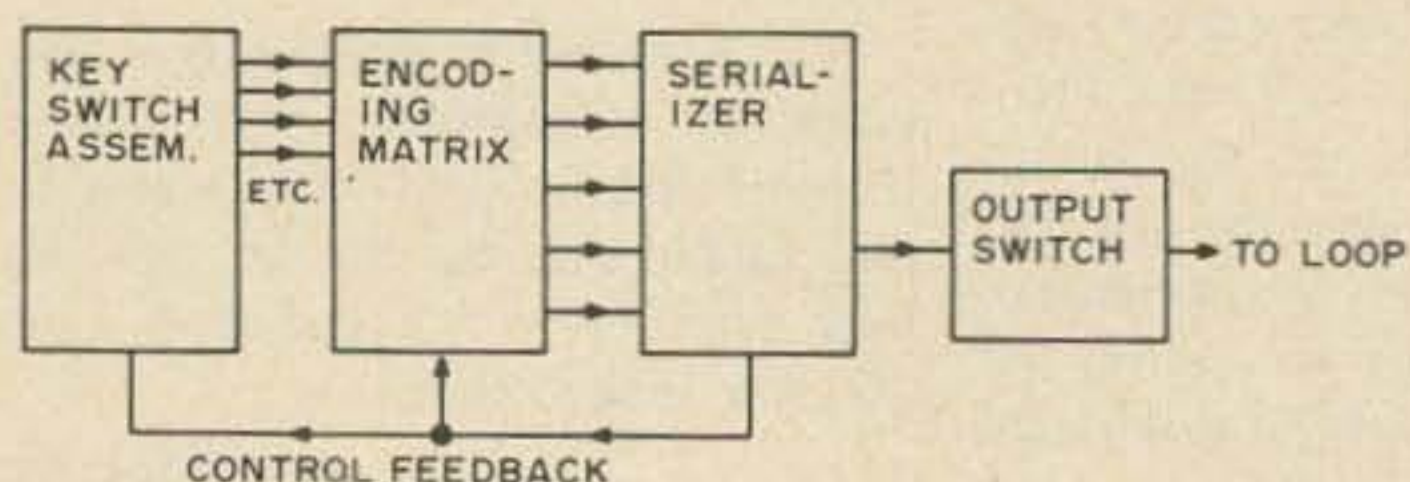 KEY
SWITCH
ASSEM.
ETC.
ENCOD-
ING
MATRIX
SERIAL-
IZER
OUTPUT
SWITCH
TO LOOP
CONTROL FEEDBACK